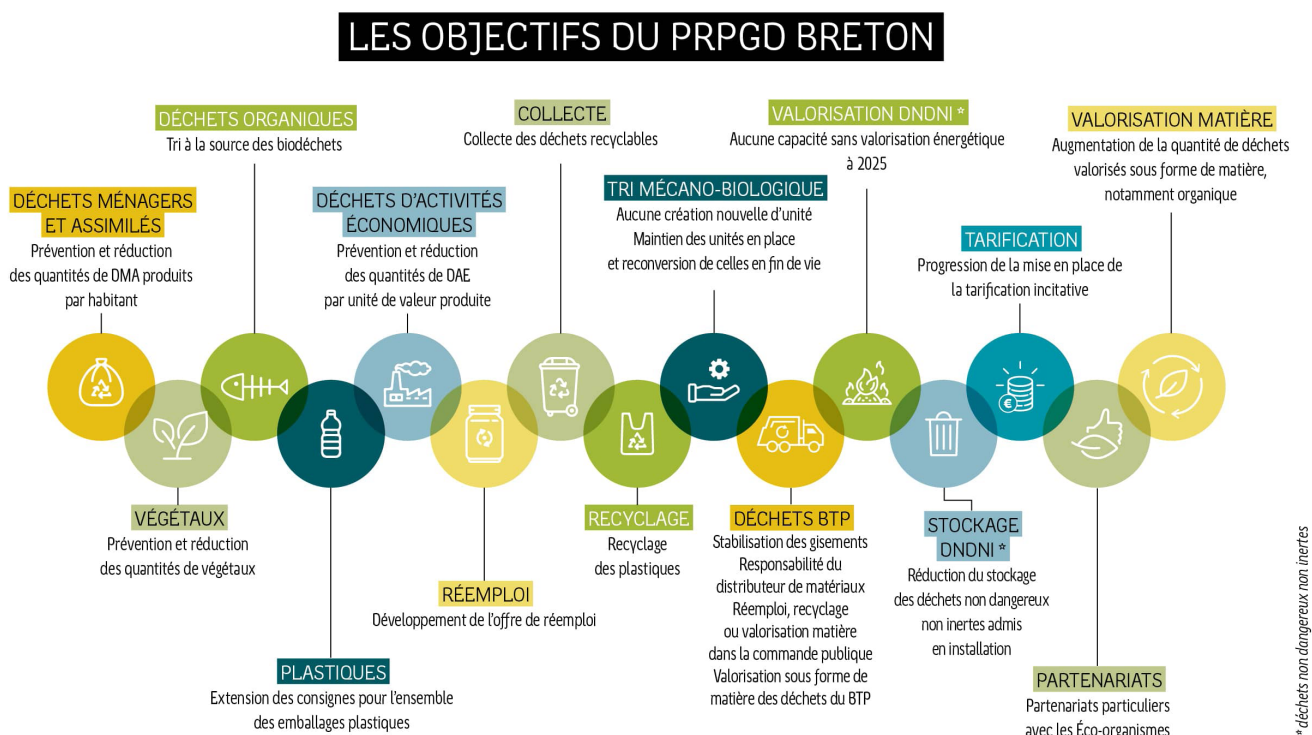 LES OBJECTIFS DU PRPGD BRETON
DÉCHETS MÉNAGERS
ET ASSIMILÉS
Prévention et réduction
des quantités de DMA produits
par habitant
DÉCHETS ORGANIQUES
Tri à la source des biodéchets
DÉCHETS D'ACTIVITÉS
ÉCONOMIQUES
Prévention et réduction
des quantités de DAE
par unité de valeur produite
COLLECTE
Collecte des déchets recyclables
TRI MÉCANO-BIOLOGIQUE
Aucune création nouvelle d'unité
Maintien des unités en place
et reconversion de celles en fin de vie
VALORISATION DNDNI *
Aucune capacité sans valorisation énergétique
à 2025
TARIFICATION
Progression de la mise en place de
la tarification incitative
VALORISATION MATIÈRE
Augmentation de la quantité de déchets
valorisés sous forme de matière,
notamment organique
€
VÉGÉTAUX
Prévention et réduction
des quantités de végétaux
PLASTIQUES
Extension des consignes pour l'ensemble
des emballages plastiques
RÉEMPLOI
Développement de l'offre de réemploi
RECYCLAGE
Recyclage
des plastiques
DÉCHETS BTP
Stabilisation des gisements
Responsabilité du
distributeur de matériaux
Réemploi, recyclage
ou valorisation matière
dans la commande publique
Valorisation sous forme de
matière des déchets du BTP
STOCKAGE
DNDNI *
Réduction du stockage
des déchets non dangereux
non inertes admis
en installation
PARTENARIATS
Partenariats particuliers
avec les Éco-organismes
* déchets non dangereux non inertes